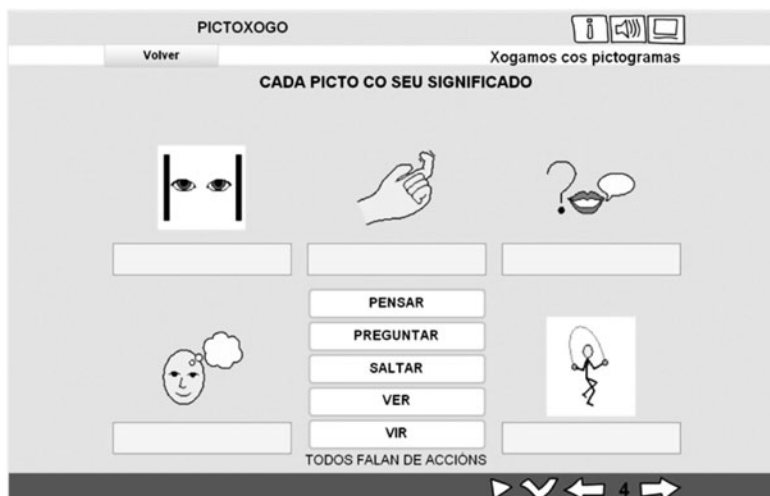 PICTOXOGO
Volver
Xogamos cos pictogramas
CADA PICTO CO SEU SIGNIFICADO
PENSAR
PREGUNTAR
SALTAR
VER
VIR
TODOS FALAN DE ACCIÓNS
4